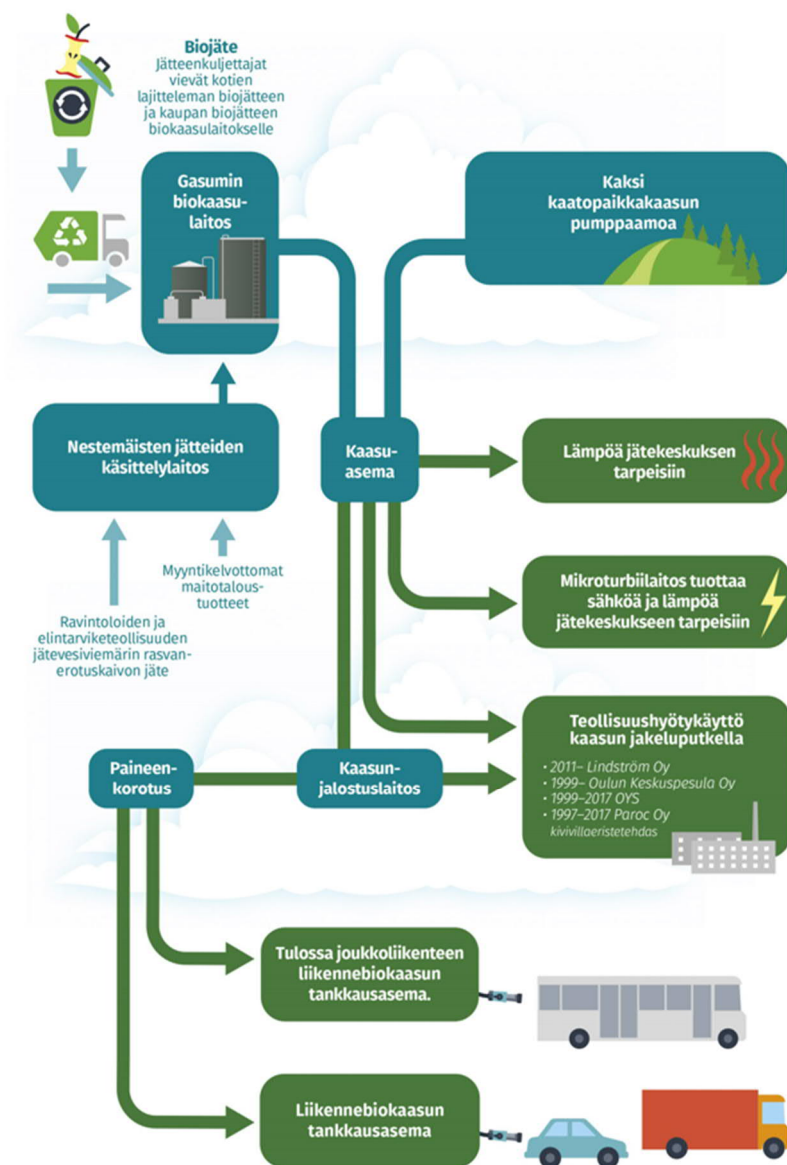 Biojäte
Jätteenkuljettajat
vievät kotien
lajitteleman biojätteen
ja kaupan biojätteen
biokaasulaitokselle
Gasumin
biokaasu-
laitos
Kaksi
kaatopaikkakaasun
pumppaamoa
Nestemäisten jätteiden
käsittelylaitos
Kaasu-
asema
Lämpöä jätekeskuksen
tarpeisiin
Myyntikelvottomat
maitotalous-
tuotteet
Ravintoloiden ja
elintarviketeollisuuden
jätevesiviemärin rasvan-
erotuskaivon jäte
Mikroturbiilaitos tuottaa
sähköä ja lämpöä
jätekeskukseen tarpeisiin
Teollisuushyötykäyttö
kaasun jakeluputkella
• 2011– Lindström Oy
• 1999– Oulun Keskuspesula Oy
• 1999–2017 OYS
• 1997–2017 Paroc Oy
kivivillaeristetehdas
Paineen-
korotus
Kaasun-
jalostuslaitos
Tulossa joukkoliikenteen
liikennebiokaasun
tankkausasema.
Liikennebiokaasun
tankkausasema